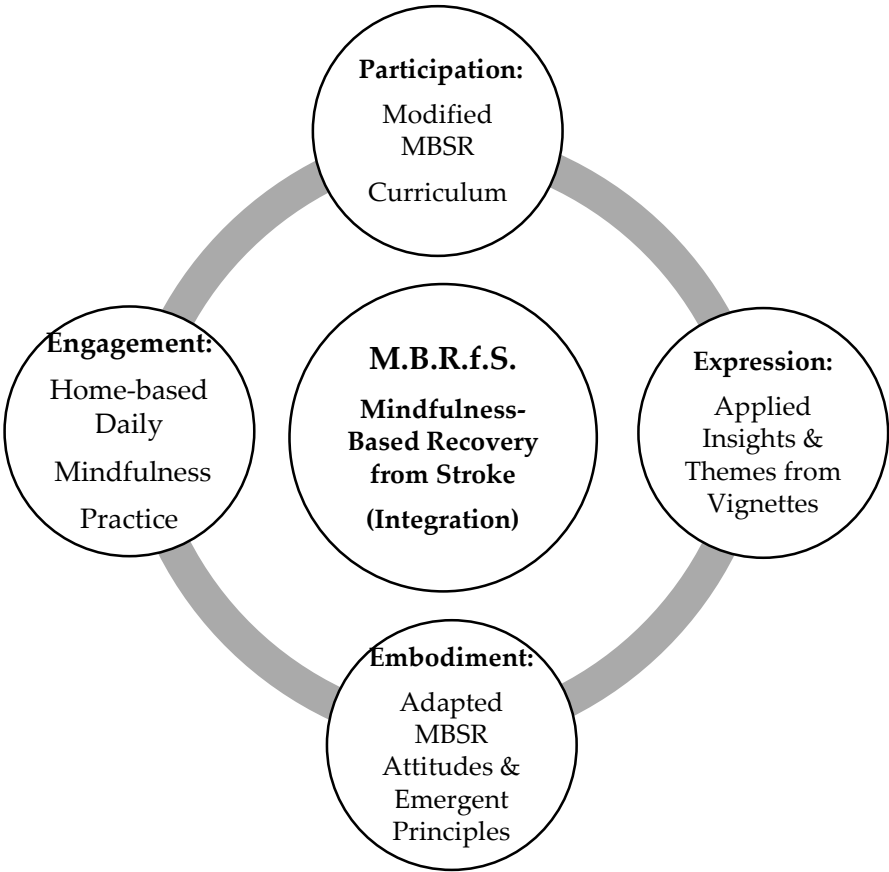 Participation:
Modified
MBSR
Curriculum
Engagement:
Home-based
Daily
Mindfulness
Practice
M.B.R.f.S.
Mindfulness-
Based Recovery
from Stroke
(Integration)
Expression:
Applied
Insights &
Themes from
Vignettes
Embodiment:
Adapted
MBSR
Attitudes &
Emergent
Principles